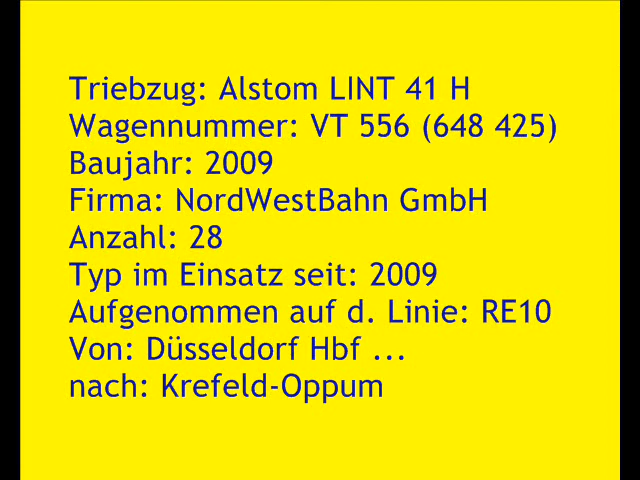 Triebzug: Alstom LINT 41 H
Wagennummer: VT 556 (648 425)
Baujahr: 2009
Firma: NordWestBahn GmbH
Anzahl: 28
Typ im Einsatz seit: 2009
Aufgenommen auf d. Linie: RE10
Von: Düsseldorf Hbf ...
nach: Krefeld-Oppum